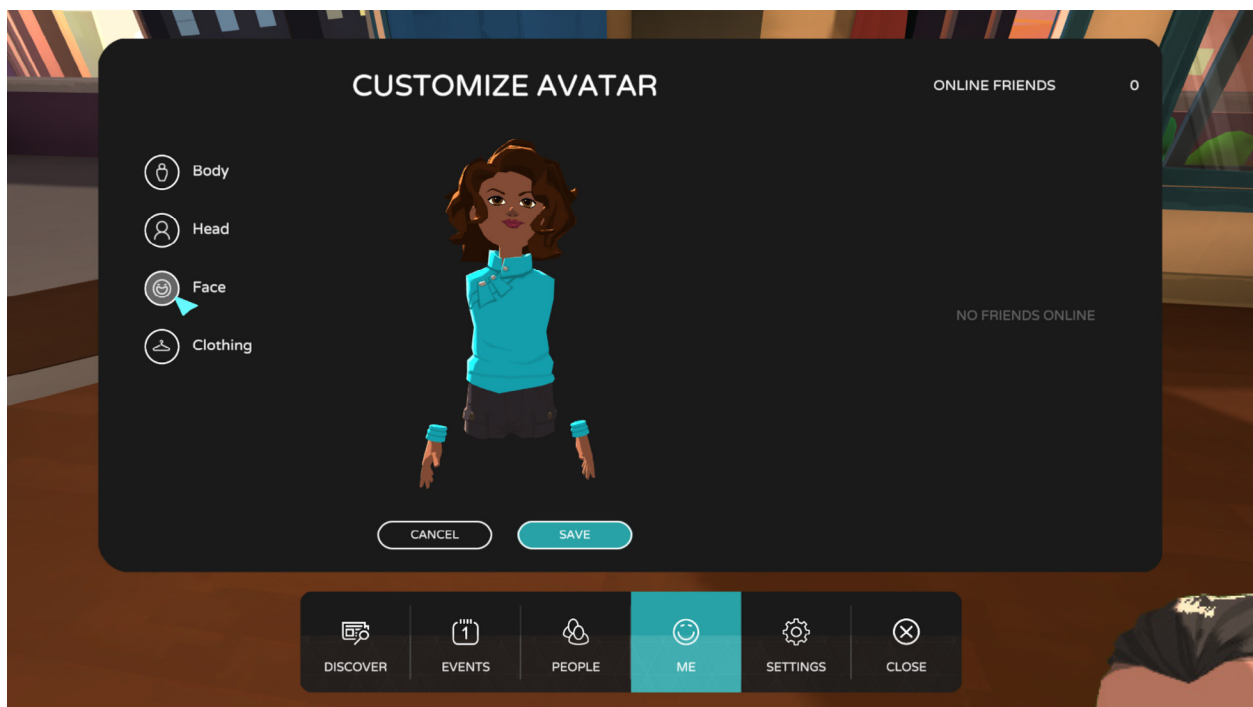 CUSTOMIZE AVATAR
ONLINE FRIENDS 0
Body
Head
Face
Clothing
NO FRIENDS ONLINE
CANCEL SAVE
1
DISCOVER EVENTS PEOPLE ME SETTINGS CLOSE